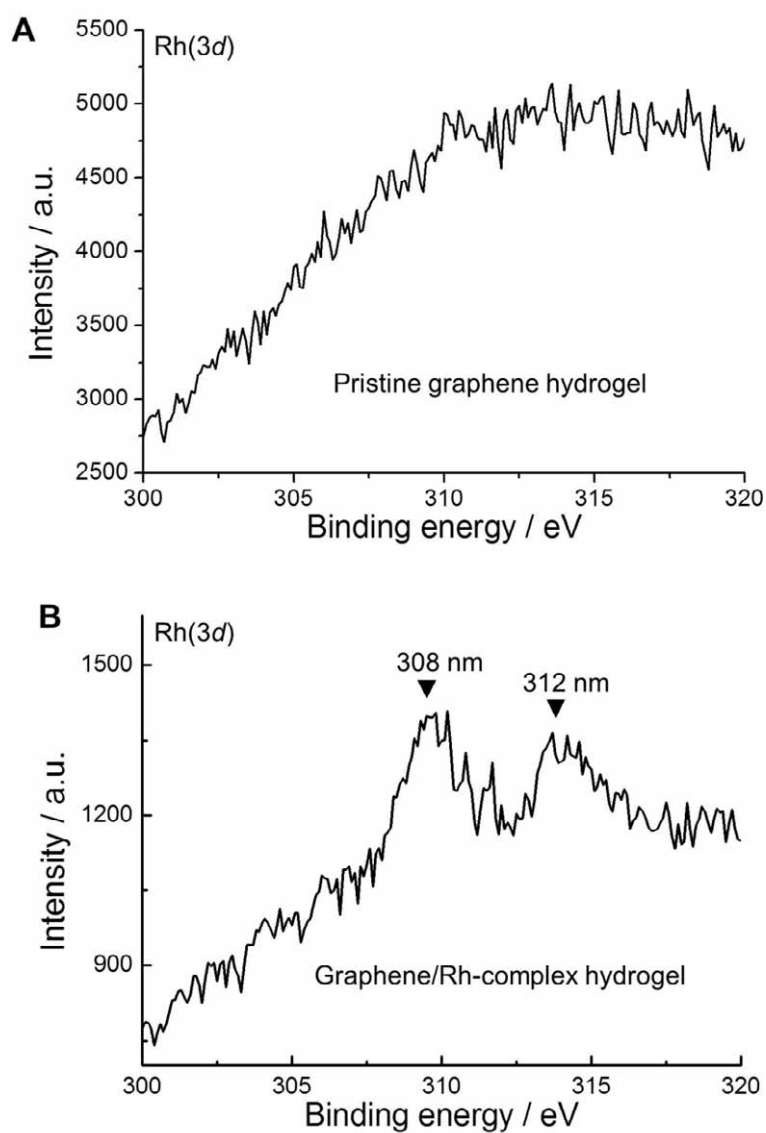 A
Rh(3d)
5500
5000
4500
4000
3500
3000
2500
Intensity / a.u.
Pristine graphene hydrogel
300 305 310 315 320
Binding energy / eV
B
Rh(3d)
308 nm
312 nm
1500
1200
900
Intensity / a.u.
Graphene/Rh-complex hydrogel
300 305 310 315 320
Binding energy / eV